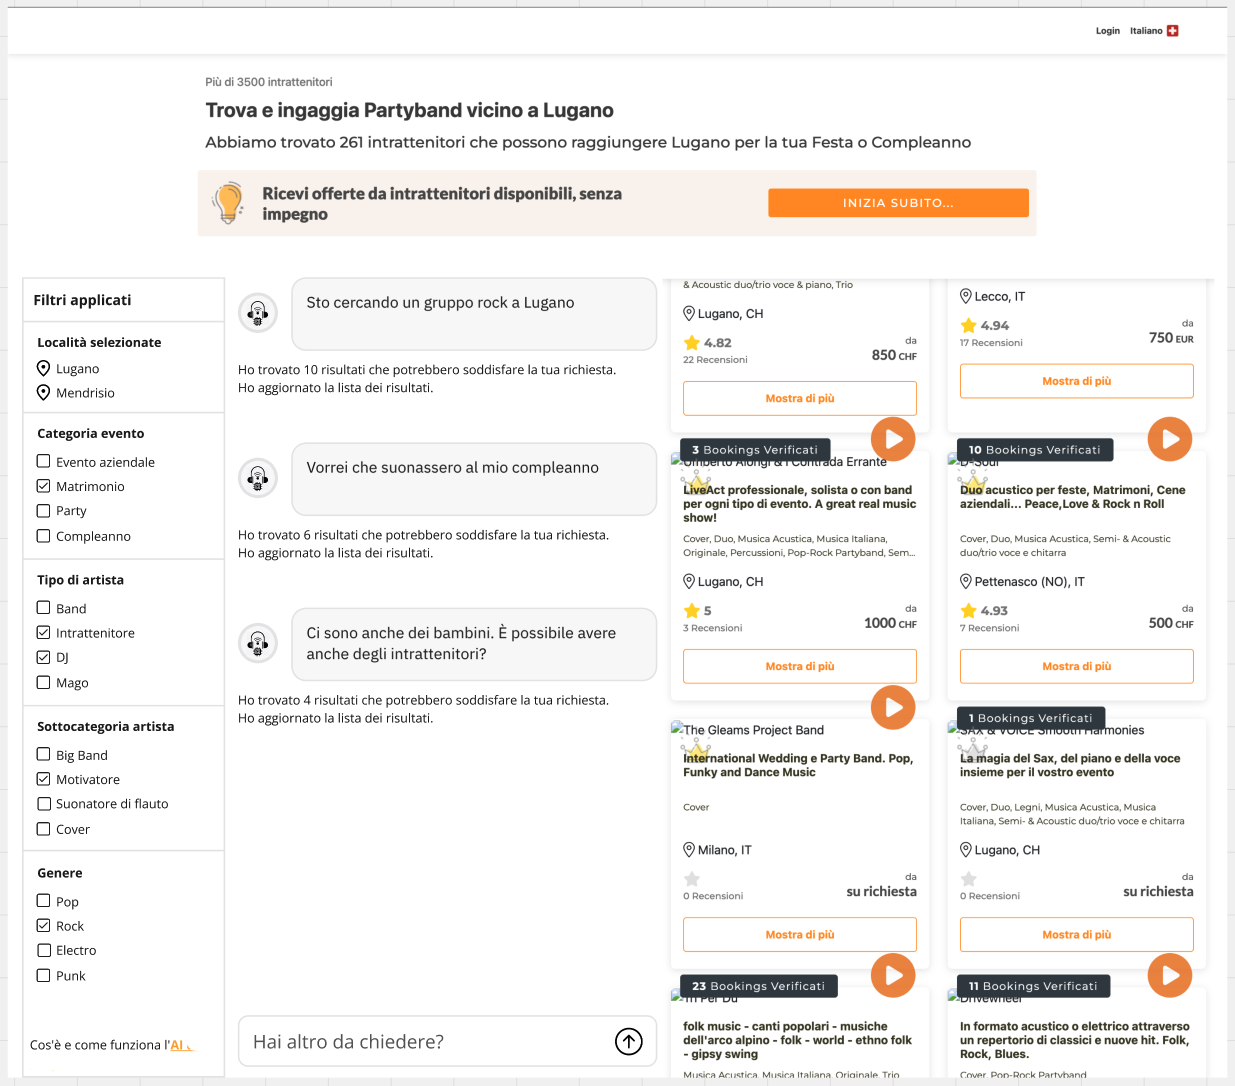 Login Italiano
Più di 3500 intrattenitori
Trova e ingaggia Partyband vicino a Lugano
Abbiamo trovato 261 intrattenitori che possono raggiungere Lugano per la tua Festa o Compleanno
Ricevi offerte da intrattenitori disponibili, senza
impegno
INIZIA SUBITO...
Filtri applicati
Località selezionate
Lugano
Mendrisio
Categoria evento
Evento aziendale
Matrimonio
Party
Compleanno
Tipo di artista
Band
Intrattenitore
DJ
Mago
Sottocategoria artista
Big Band
Motivatore
Suonatore di flauto
Cover
Genere
Pop
Rock
Electro
Punk
Cos'è e come funziona l'AI
Sto cercando un gruppo rock a Lugano
Ho trovato 10 risultati che potrebbero soddisfare la tua richiesta.
Ho aggiornato la lista dei risultati.
Vorrei che suonassero al mio compleanno
Ho trovato 6 risultati che potrebbero soddisfare la tua richiesta.
Ho aggiornato la lista dei risultati.
Ci sono anche dei bambini. È possibile avere
anche degli intrattenitori?
Ho trovato 4 risultati che potrebbero soddisfare la tua richiesta.
Ho aggiornato la lista dei risultati.
Hai altro da chiedere?
& Acoustic duo/trio voce & piano, Trio
Lugano, CH
4.82
22 Recensioni
da
850 CHF
Mostra di più
Lecco, IT
4.94
17 Recensioni
da
750 EUR
Mostra di più
3 Bookings Verificati
Umberto Alongi & I Contrada Errante
LiveAct professionale, solista o con band
per ogni tipo di evento. A great real music
show!
Cover, Duo, Musica Acustica, Musica Italiana,
Originale, Percussioni, Pop-Rock Partyband, Sem...
Lugano, CH
5
3 Recensioni
da
1000 CHF
Mostra di più
10 Bookings Verificati
D-Soul
Duo acustico per feste, Matrimoni, Cene
aziendali... Peace,Love & Rock n Roll
Cover, Duo, Musica Acustica, Semi- & Acoustic
duo/trio voce e chitarra
Pettenasco (NO), IT
4.93
7 Recensioni
da
500 CHF
Mostra di più
The Gleams Project Band
International Wedding e Party Band. Pop,
Funky and Dance Music
Cover
Milano, IT
0 Recensioni
da
su richiesta
Mostra di più
1 Bookings Verificati
SAX & VOICE Smooth Harmonies
La magia del Sax, del piano e della voce
insieme per il vostro evento
Cover, Duo, Legni, Musica Acustica, Musica
Italiana, Semi- & Acoustic duo/trio voce e chitarra
Lugano, CH
0 Recensioni
da
su richiesta
Mostra di più
23 Bookings Verificati
Tri Per Dü
folk music - canti popolari - musiche
dell'arco alpino - folk - world - ethno folk
- gipsy swing
Musica Acustica, Musica Italiana, Originale, Trio
11 Bookings Verificati
Drivewheel
In formato acustico o elettrico attraverso
un repertorio di classici e nuove hit. Folk,
Rock, Blues.
Cover, Pop-Rock Partyband